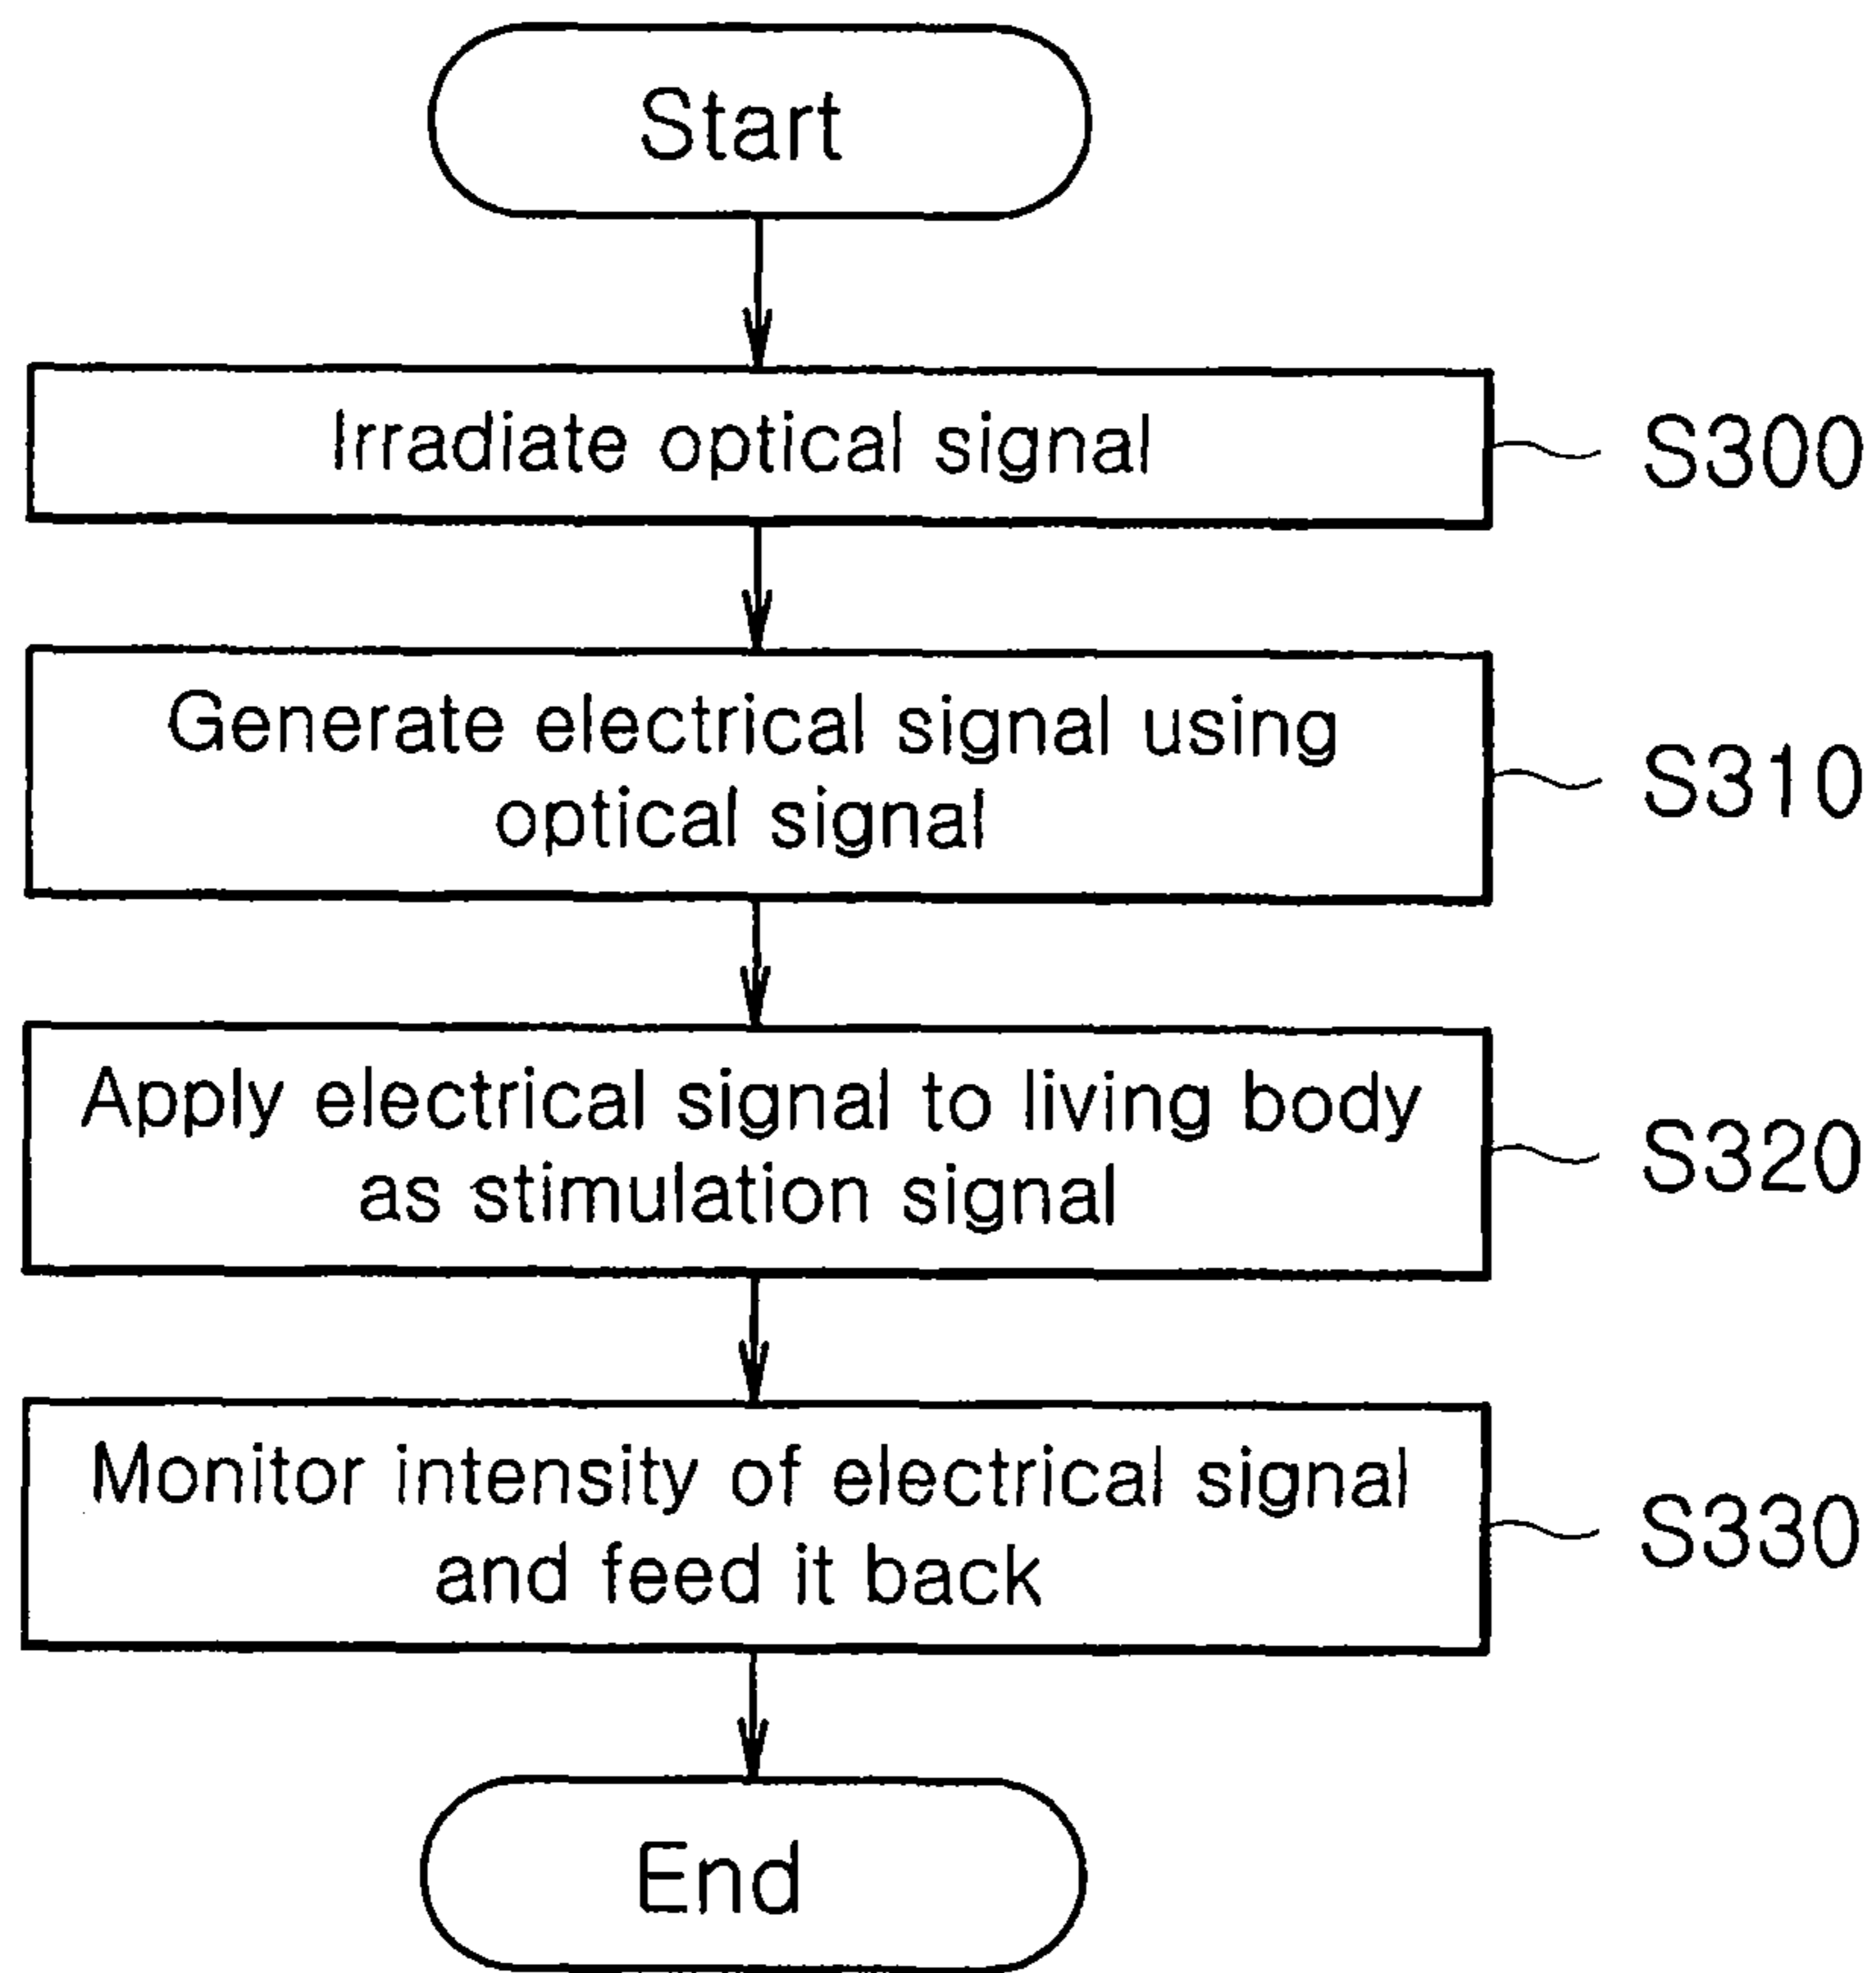 Start
Irradiate optical signal
S300
Generate electrical signal using
optical signal
S310
Apply electrical signal to living body
as stimulation signal
S320
Monitor intensity of electrical signal
and feed it back
S330
End